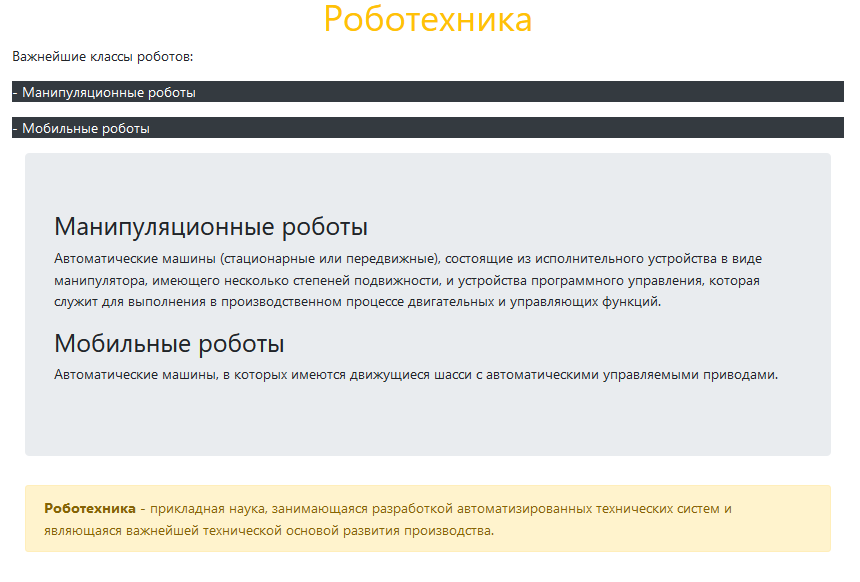 Роботехника
Важнейшие классы роботов:
- Манипуляционные роботы
- Мобильные роботы
Манипуляционные роботы
Автоматические машины (стационарные или передвижные), состоящие из исполнительного устройства в виде
манипулятора, имеющего несколько степеней подвижности, и устройства программного управления, которая
служит для выполнения в производственном процессе двигательных и управляющих функций.
Мобильные роботы
Автоматические машины, в которых имеются движущиеся шасси с автоматическими управляемыми приводами.
Роботехника - прикладная наука, занимающаяся разработкой автоматизированных технических систем и
являющаяся важнейшей технической основой развития производства.